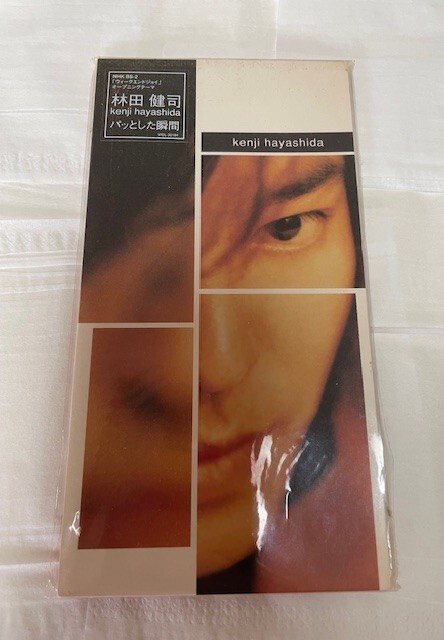 NHK BS-2
「ウィークエンドジョイ」
オープニングテーマ
林田 健司
kenji hayashida
パッとした瞬間
kenji hayashida